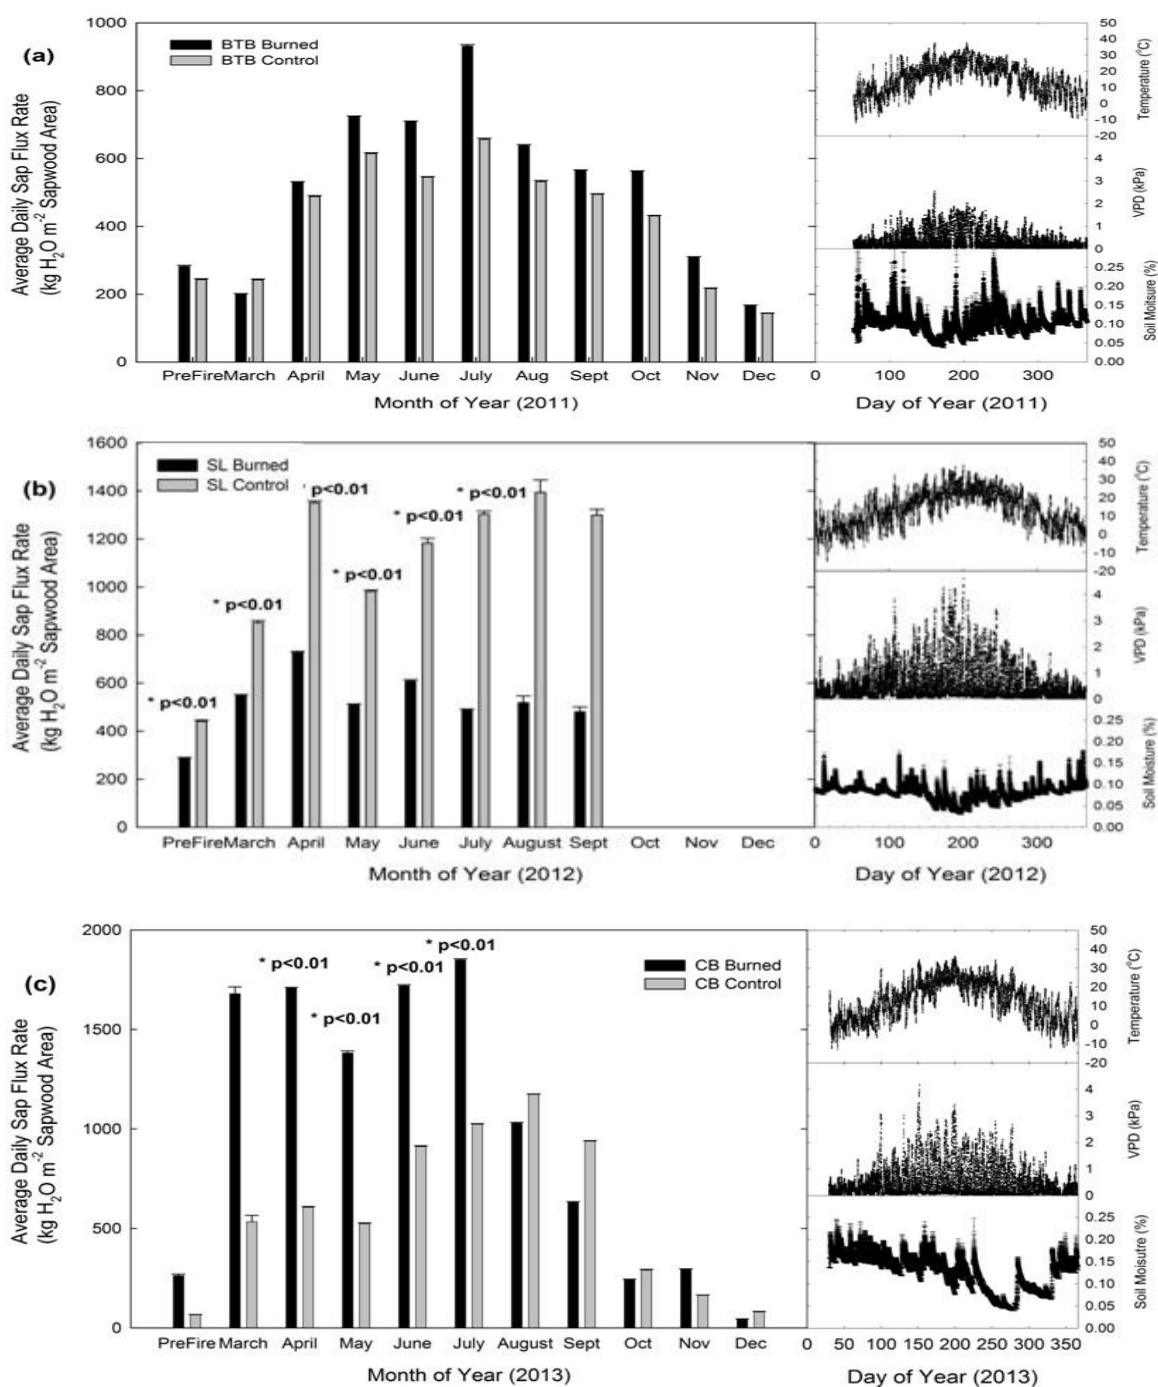 (a)
BTB Burned
BTB Control
Average Daily Sap Flux Rate
(kg H₂O m⁻² Sapwood Area)
1000
800
600
400
200
0
PreFire March April May June July Aug Sept Oct Nov Dec
Month of Year (2011)
50
40
30
20
10
0
-10
-20
Temperature (°C)
4
3
2
1
0
VPD (kPa)
0.25
0.20
0.15
0.10
0.05
0.00
Soil Moitsure (%)
0 100 200 300
Day of Year (2011)
(b)
SL Burned
SL Control
Average Daily Sap Flux Rate
(kg H₂O m⁻² Sapwood Area)
1600
1400
1200
1000
800
600
400
200
0
* p<0.01
* p<0.01
p<0.01
* p<0.01
* p<0.01
* p<0.01
PreFire March April May June July August Sept Oct Nov Dec
Month of Year (2012)
50
40
30
20
10
0
-10
-20
Temperature (°C)
4
3
2
1
0
VPD (kPa)
0.25
0.20
0.15
0.10
0.05
0.00
Soil Moisture (%)
0 100 200 300
Day of Year (2012)
(c)
CB Burned
CB Control
Average Daily Sap Flux Rate
(kg H₂O m⁻² Sapwood Area)
2000
1500
1000
500
0
* p<0.01
* p<0.01
* p<0.01
* p<0.01
PreFire March April May June July August Sept Oct Nov Dec
Month of Year (2013)
50
40
30
20
10
0
-10
-20
Temperature (°C)
4
3
2
1
0
VPD (kPa)
0.25
0.20
0.15
0.10
0.05
0.00
Soil Moisutre (%)
0 50 100 150 200 250 300 350
Day of Year (2013)